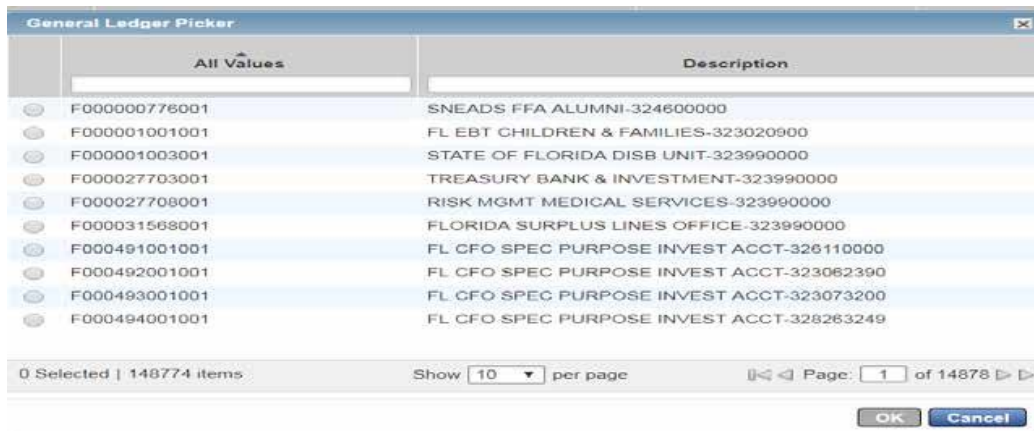 General Ledger Picker
All Values Description
F000000776001 SNEADS FFA ALUMNI-324600000
F000001001001 FL EBT CHILDREN & FAMILIES-323020900
F000001003001 STATE OF FLORIDA DISB UNIT-323990000
F000027703001 TREASURY BANK & INVESTMENT-323990000
F000027708001 RISK MGMT MEDICAL SERVICES-323990000
F000031568001 FLORIDA SURPLUS LINES OFFICE-323990000
F000491001001 FL CFO SPEC PURPOSE INVEST ACCT-326110000
F000492001001 FL CFO SPEC PURPOSE INVEST ACCT-323062390
F000493001001 FL CFO SPEC PURPOSE INVEST ACCT-323073200
F000494001001 FL CFO SPEC PURPOSE INVEST ACCT-328263249
0 Selected | 148774 items Show 10 per page Page: 1 of 14878
OK Cancel